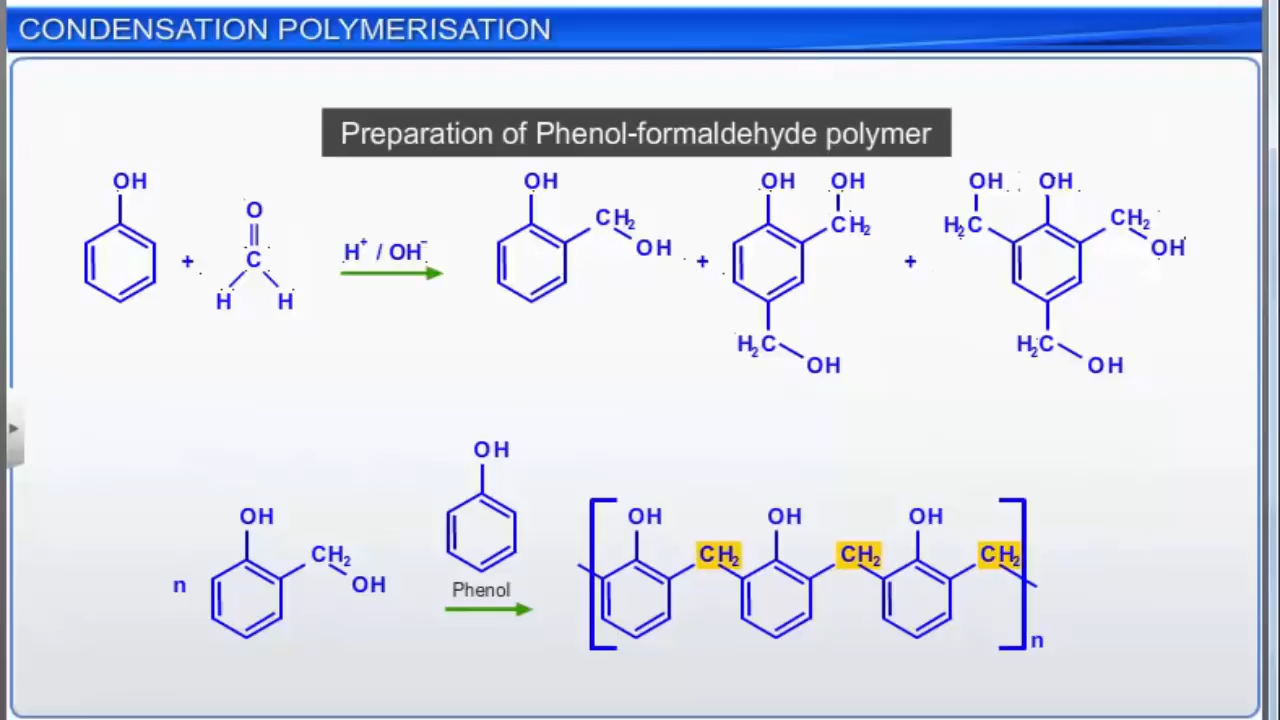 CONDENSATION POLYMERISATION
Preparation of Phenol-formaldehyde polymer
OH OH OH OH OH OH
O CH₂ CH₂ H₂C CH₂
+ C H⁺ / OH⁻ OH + + OH
H H
H₂C OH H₂C OH
OH
OH OH OH OH
CH₂ CH₂ CH₂ CH₂
n OH Phenol
n